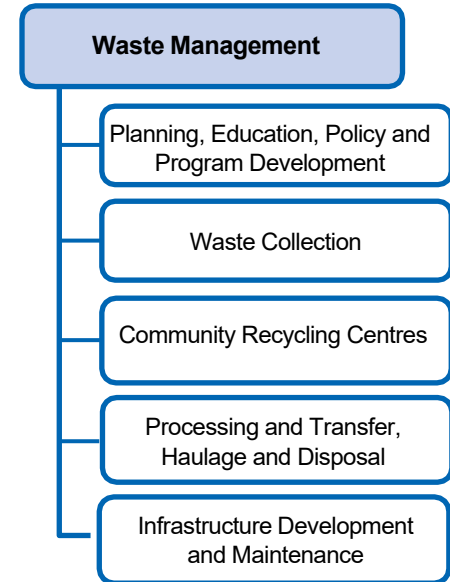 Waste Management
Planning, Education, Policy and
Program Development
Waste Collection
Community Recycling Centres
Processing and Transfer,
Haulage and Disposal
Infrastructure Development
and Maintenance